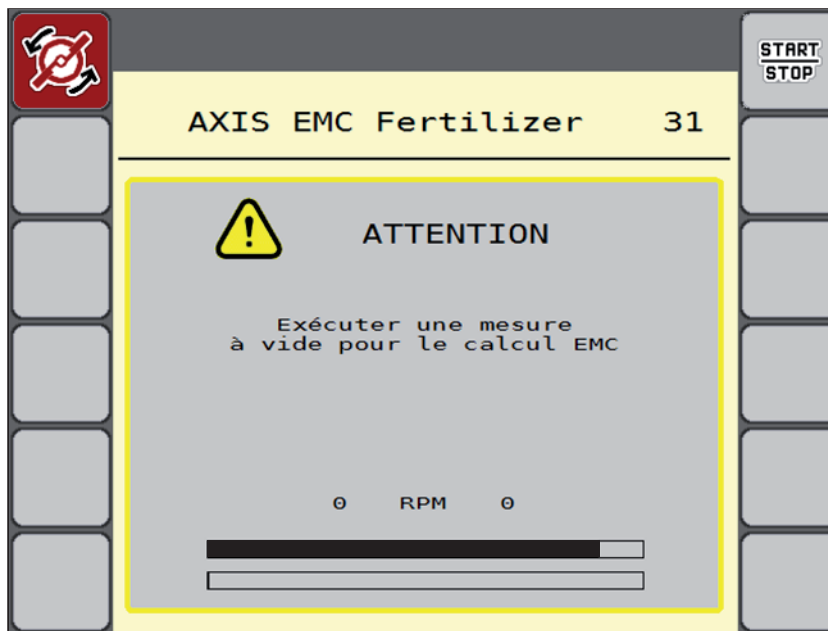 START
STOP
AXIS EMC Fertilizer 31
!
ATTENTION
Exécuter une mesure
à vide pour le calcul EMC
0 RPM 0